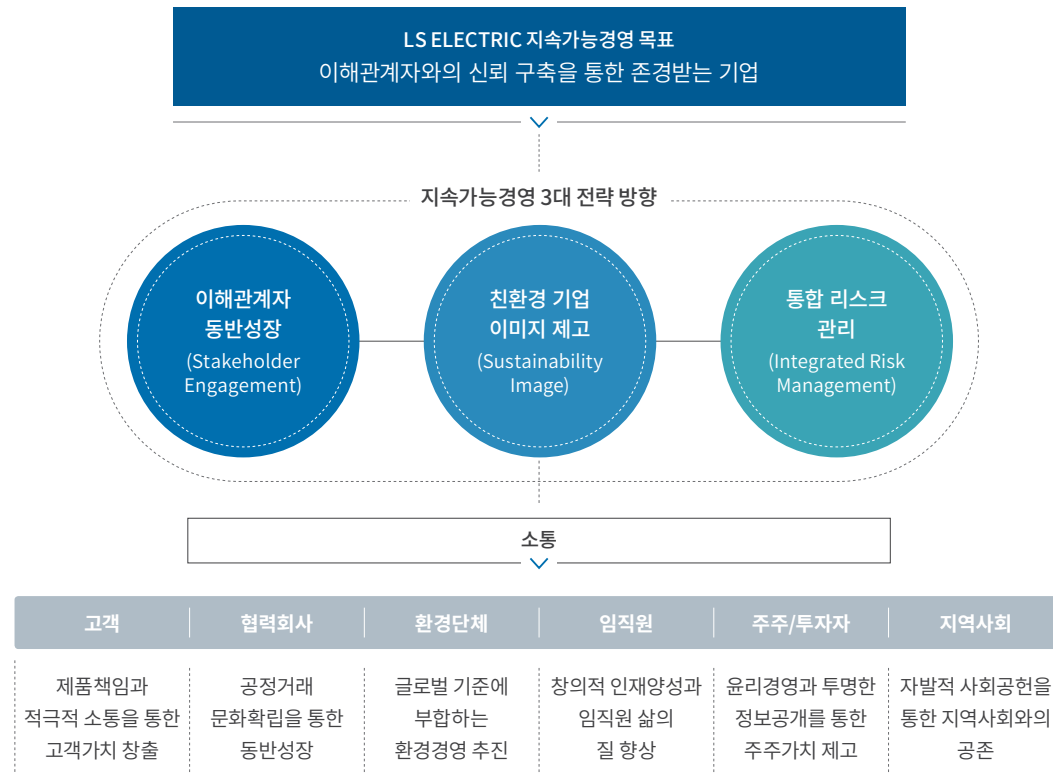 LS ELECTRIC 지속가능경영 목표
이해관계자와의 신뢰 구축을 통한 존경받는 기업
지속가능경영 3대 전략 방향
이해관계자
동반성장
(Stakeholder
Engagement)
친환경 기업
이미지 제고
(Sustainability
Image)
통합 리스크
관리
(Integrated Risk
Management)
소통
고객
협력회사
환경단체
임직원
주주/투자자
지역사회
제품책임과
적극적 소통을 통한
고객가치 창출
공정거래
문화확립을 통한
동반성장
글로벌 기준에
부합하는
환경경영 추진
창의적 인재양성과
임직원 삶의
질 향상
윤리경영과 투명한
정보공개를 통한
주주가치 제고
자발적 사회공헌을
통한 지역사회와의
공존